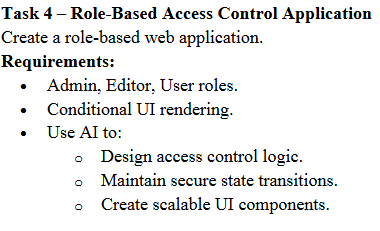 Task 4 – Role-Based Access Control Application
Create a role-based web application.
Requirements:
• Admin, Editor, User roles.
• Conditional UI rendering.
• Use AI to:
o Design access control logic.
o Maintain secure state transitions.
o Create scalable UI components.